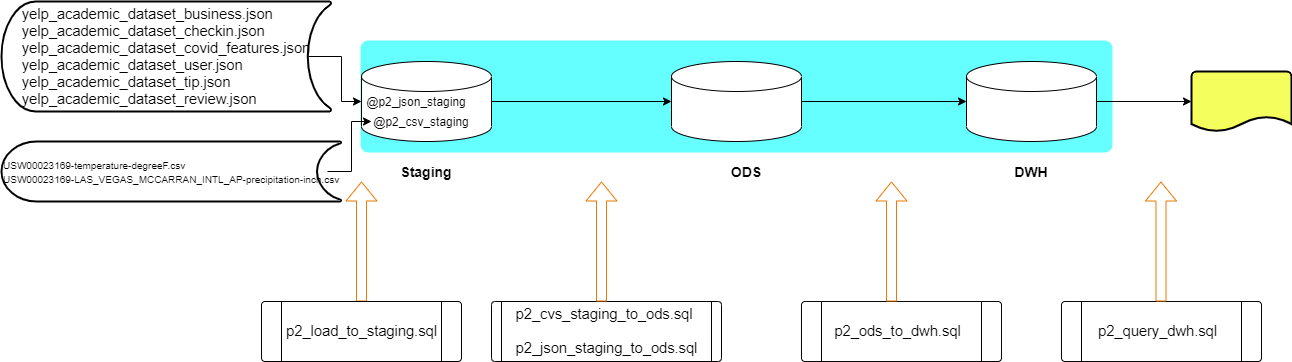 yelp_academic_dataset_business.json
yelp_academic_dataset_checkin.json
yelp_academic_dataset_covid_features.json
yelp_academic_dataset_user.json
yelp_academic_dataset_tip.json
yelp_academic_dataset_review.json
@p2_json_staging
@p2_csv_staging
USW00023169-temperature-degreeF.csv
USW00023169-LAS_VEGAS_MCCARRAN_INTL_AP-precipitation-inch.csv
Staging
ODS
DWH
p2_load_to_staging.sql
p2_cvs_staging_to_ods.sql
p2_json_staging_to_ods.sql
p2_ods_to_dwh.sql
p2_query_dwh.sql